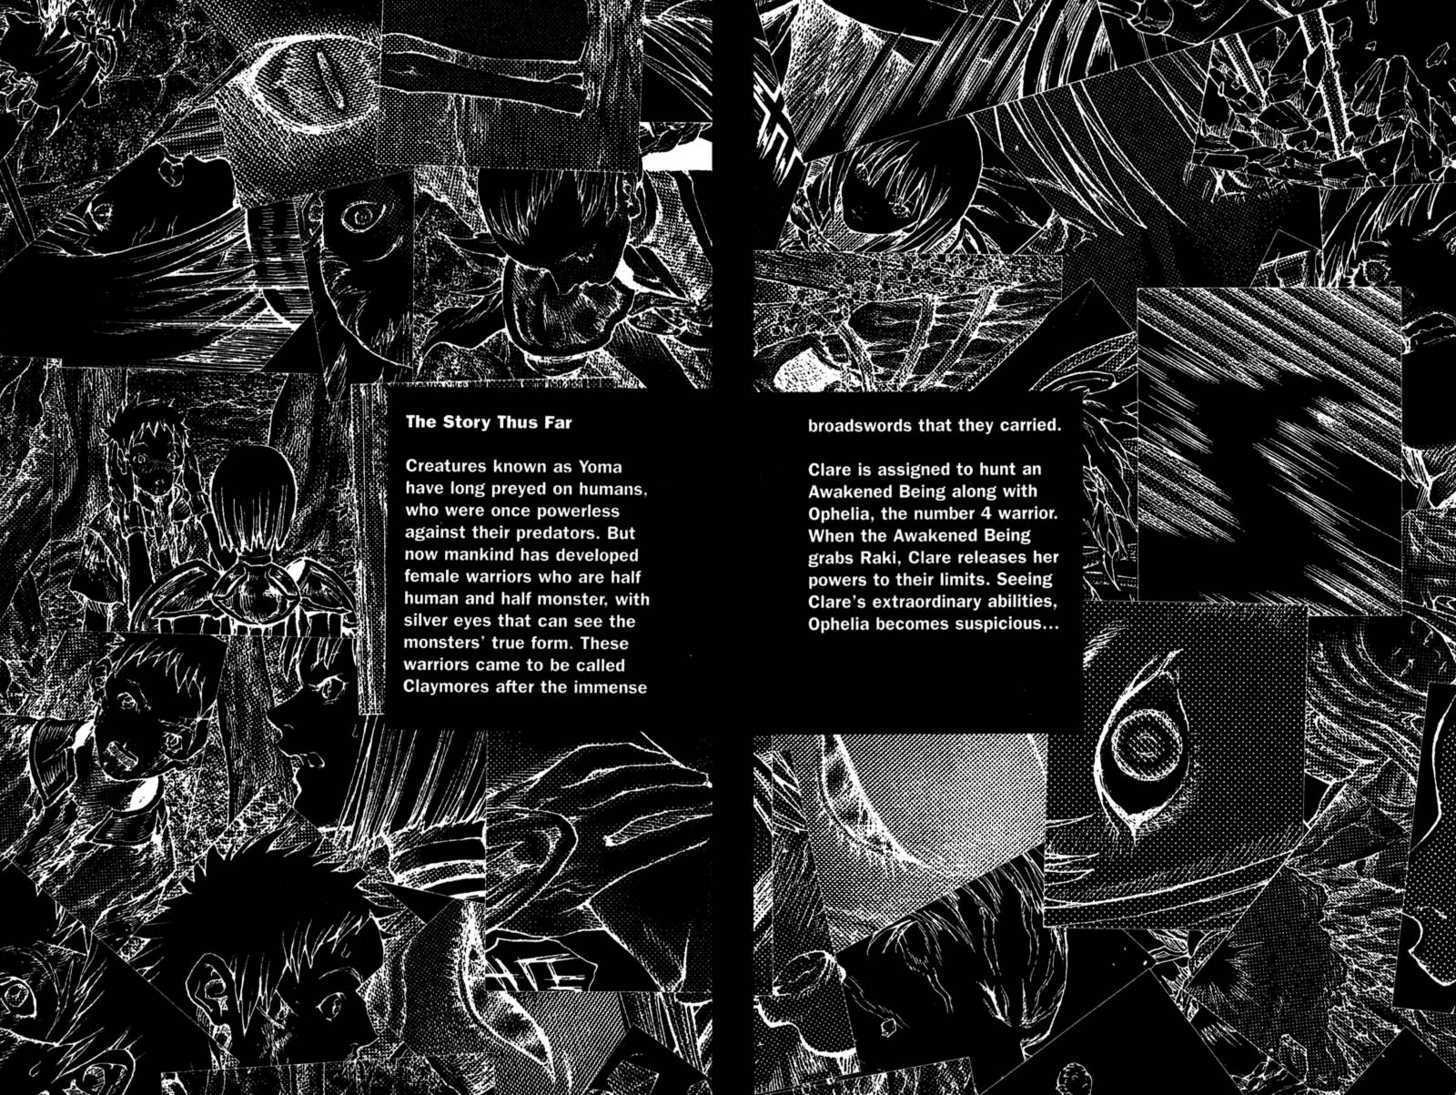 The Story Thus Far
Creatures known as Yoma
have long preyed on humans,
who were once powerless
against their predators. But
now mankind has developed
female warriors who are half
human and half monster, with
silver eyes that can see the
monsters' true form. These
warriors came to be called
Claymores after the immense
broadswords that they carried.
Clare is assigned to hunt an
Awakened Being along with
Ophelia, the number 4 warrior.
When the Awakened Being
grabs Raki, Clare releases her
powers to their limits. Seeing
Clare's extraordinary abilities,
Ophelia becomes suspicious...